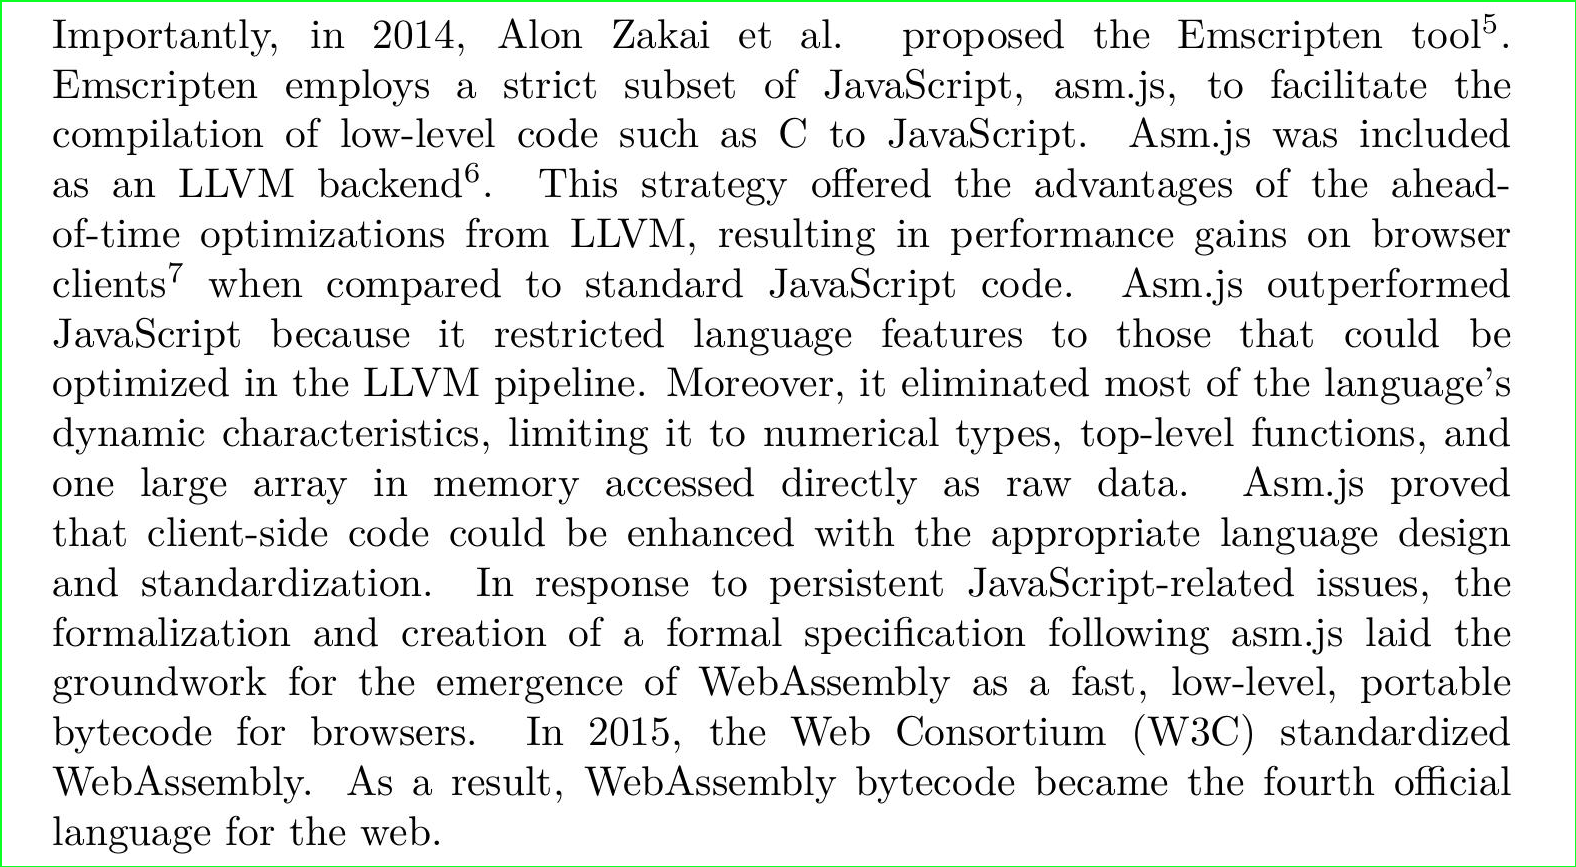 Importantly, in 2014, Alon Zakai et al. proposed the Emscripten tool⁵.
Emscripten employs a strict subset of JavaScript, asm.js, to facilitate the
compilation of low-level code such as C to JavaScript. Asm.js was included
as an LLVM backend⁶. This strategy offered the advantages of the ahead-
of-time optimizations from LLVM, resulting in performance gains on browser
clients⁷ when compared to standard JavaScript code. Asm.js outperformed
JavaScript because it restricted language features to those that could be
optimized in the LLVM pipeline. Moreover, it eliminated most of the language's
dynamic characteristics, limiting it to numerical types, top-level functions, and
one large array in memory accessed directly as raw data. Asm.js proved
that client-side code could be enhanced with the appropriate language design
and standardization. In response to persistent JavaScript-related issues, the
formalization and creation of a formal specification following asm.js laid the
groundwork for the emergence of WebAssembly as a fast, low-level, portable
bytecode for browsers. In 2015, the Web Consortium (W3C) standardized
WebAssembly. As a result, WebAssembly bytecode became the fourth official
language for the web.